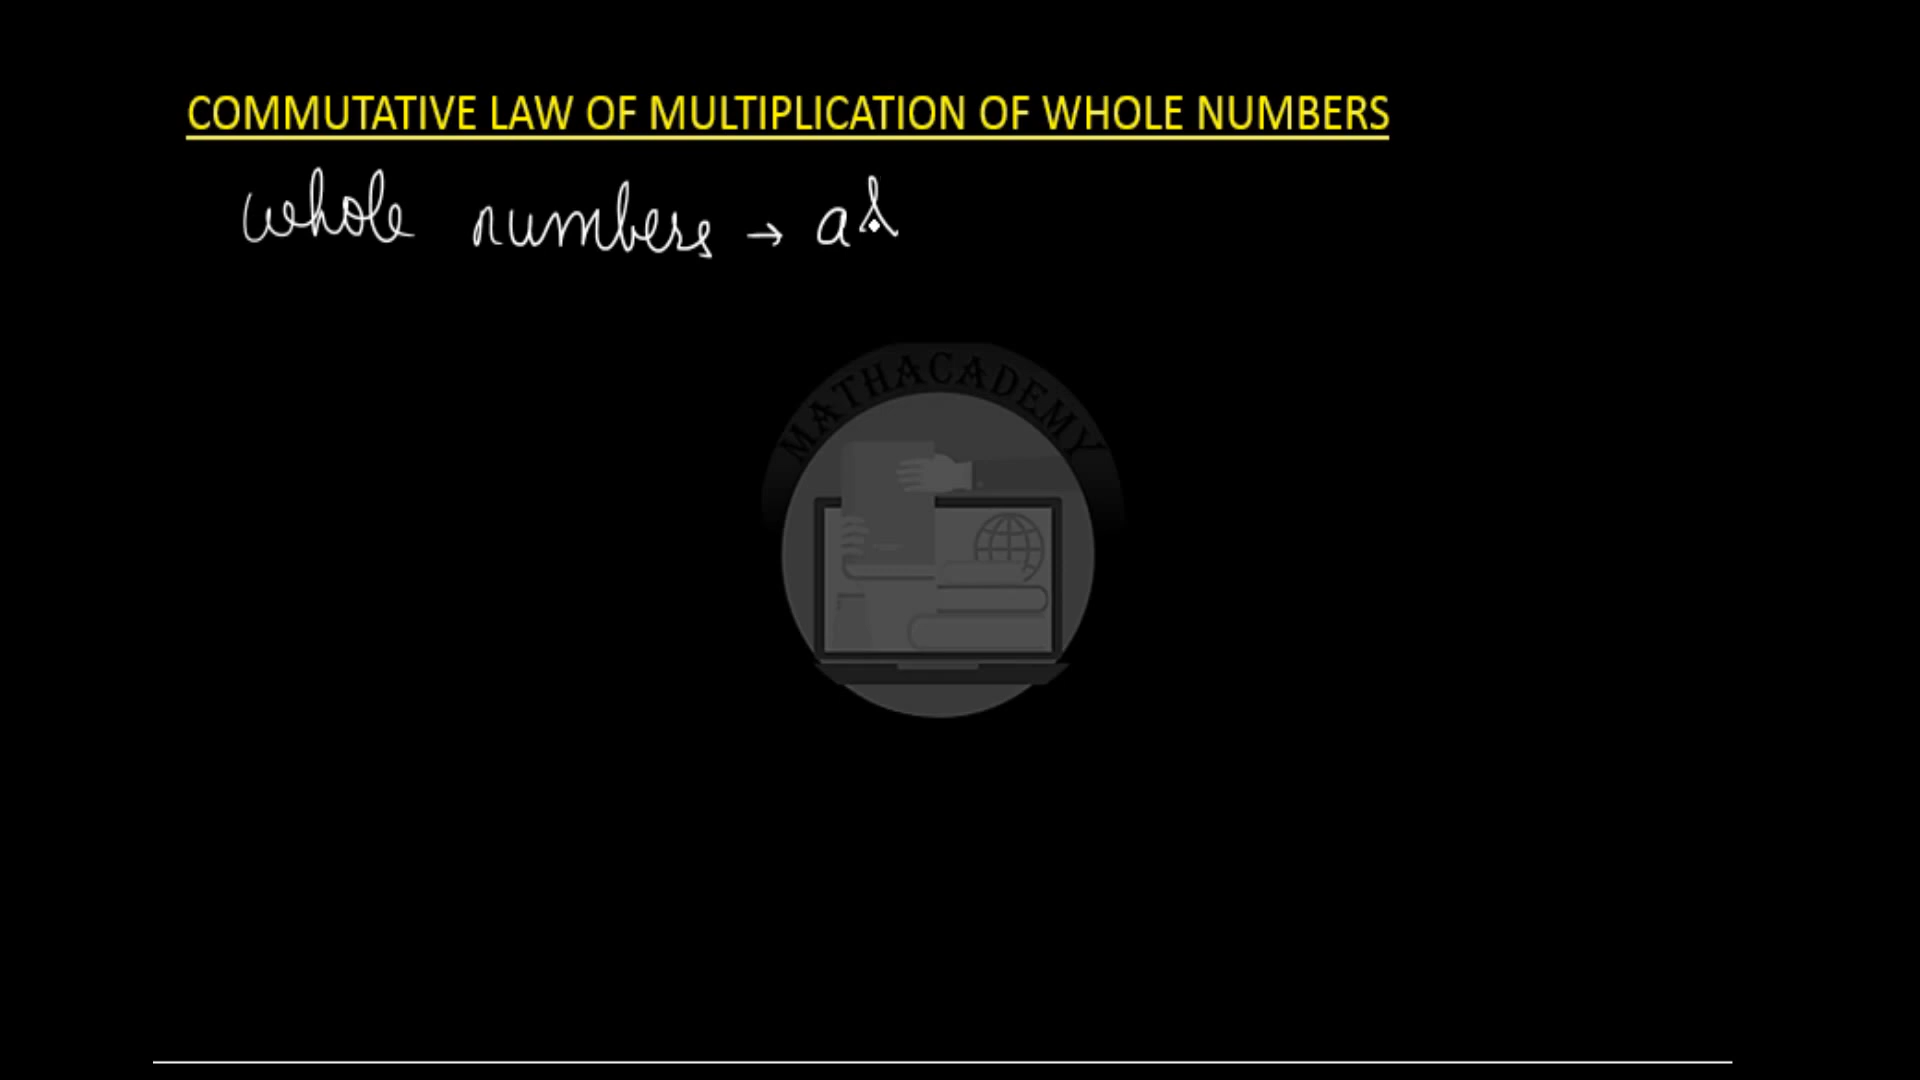 COMMUTATIVE LAW OF MULTIPLICATION OF WHOLE NUMBERS
whole numbers →
MATHACADEMY